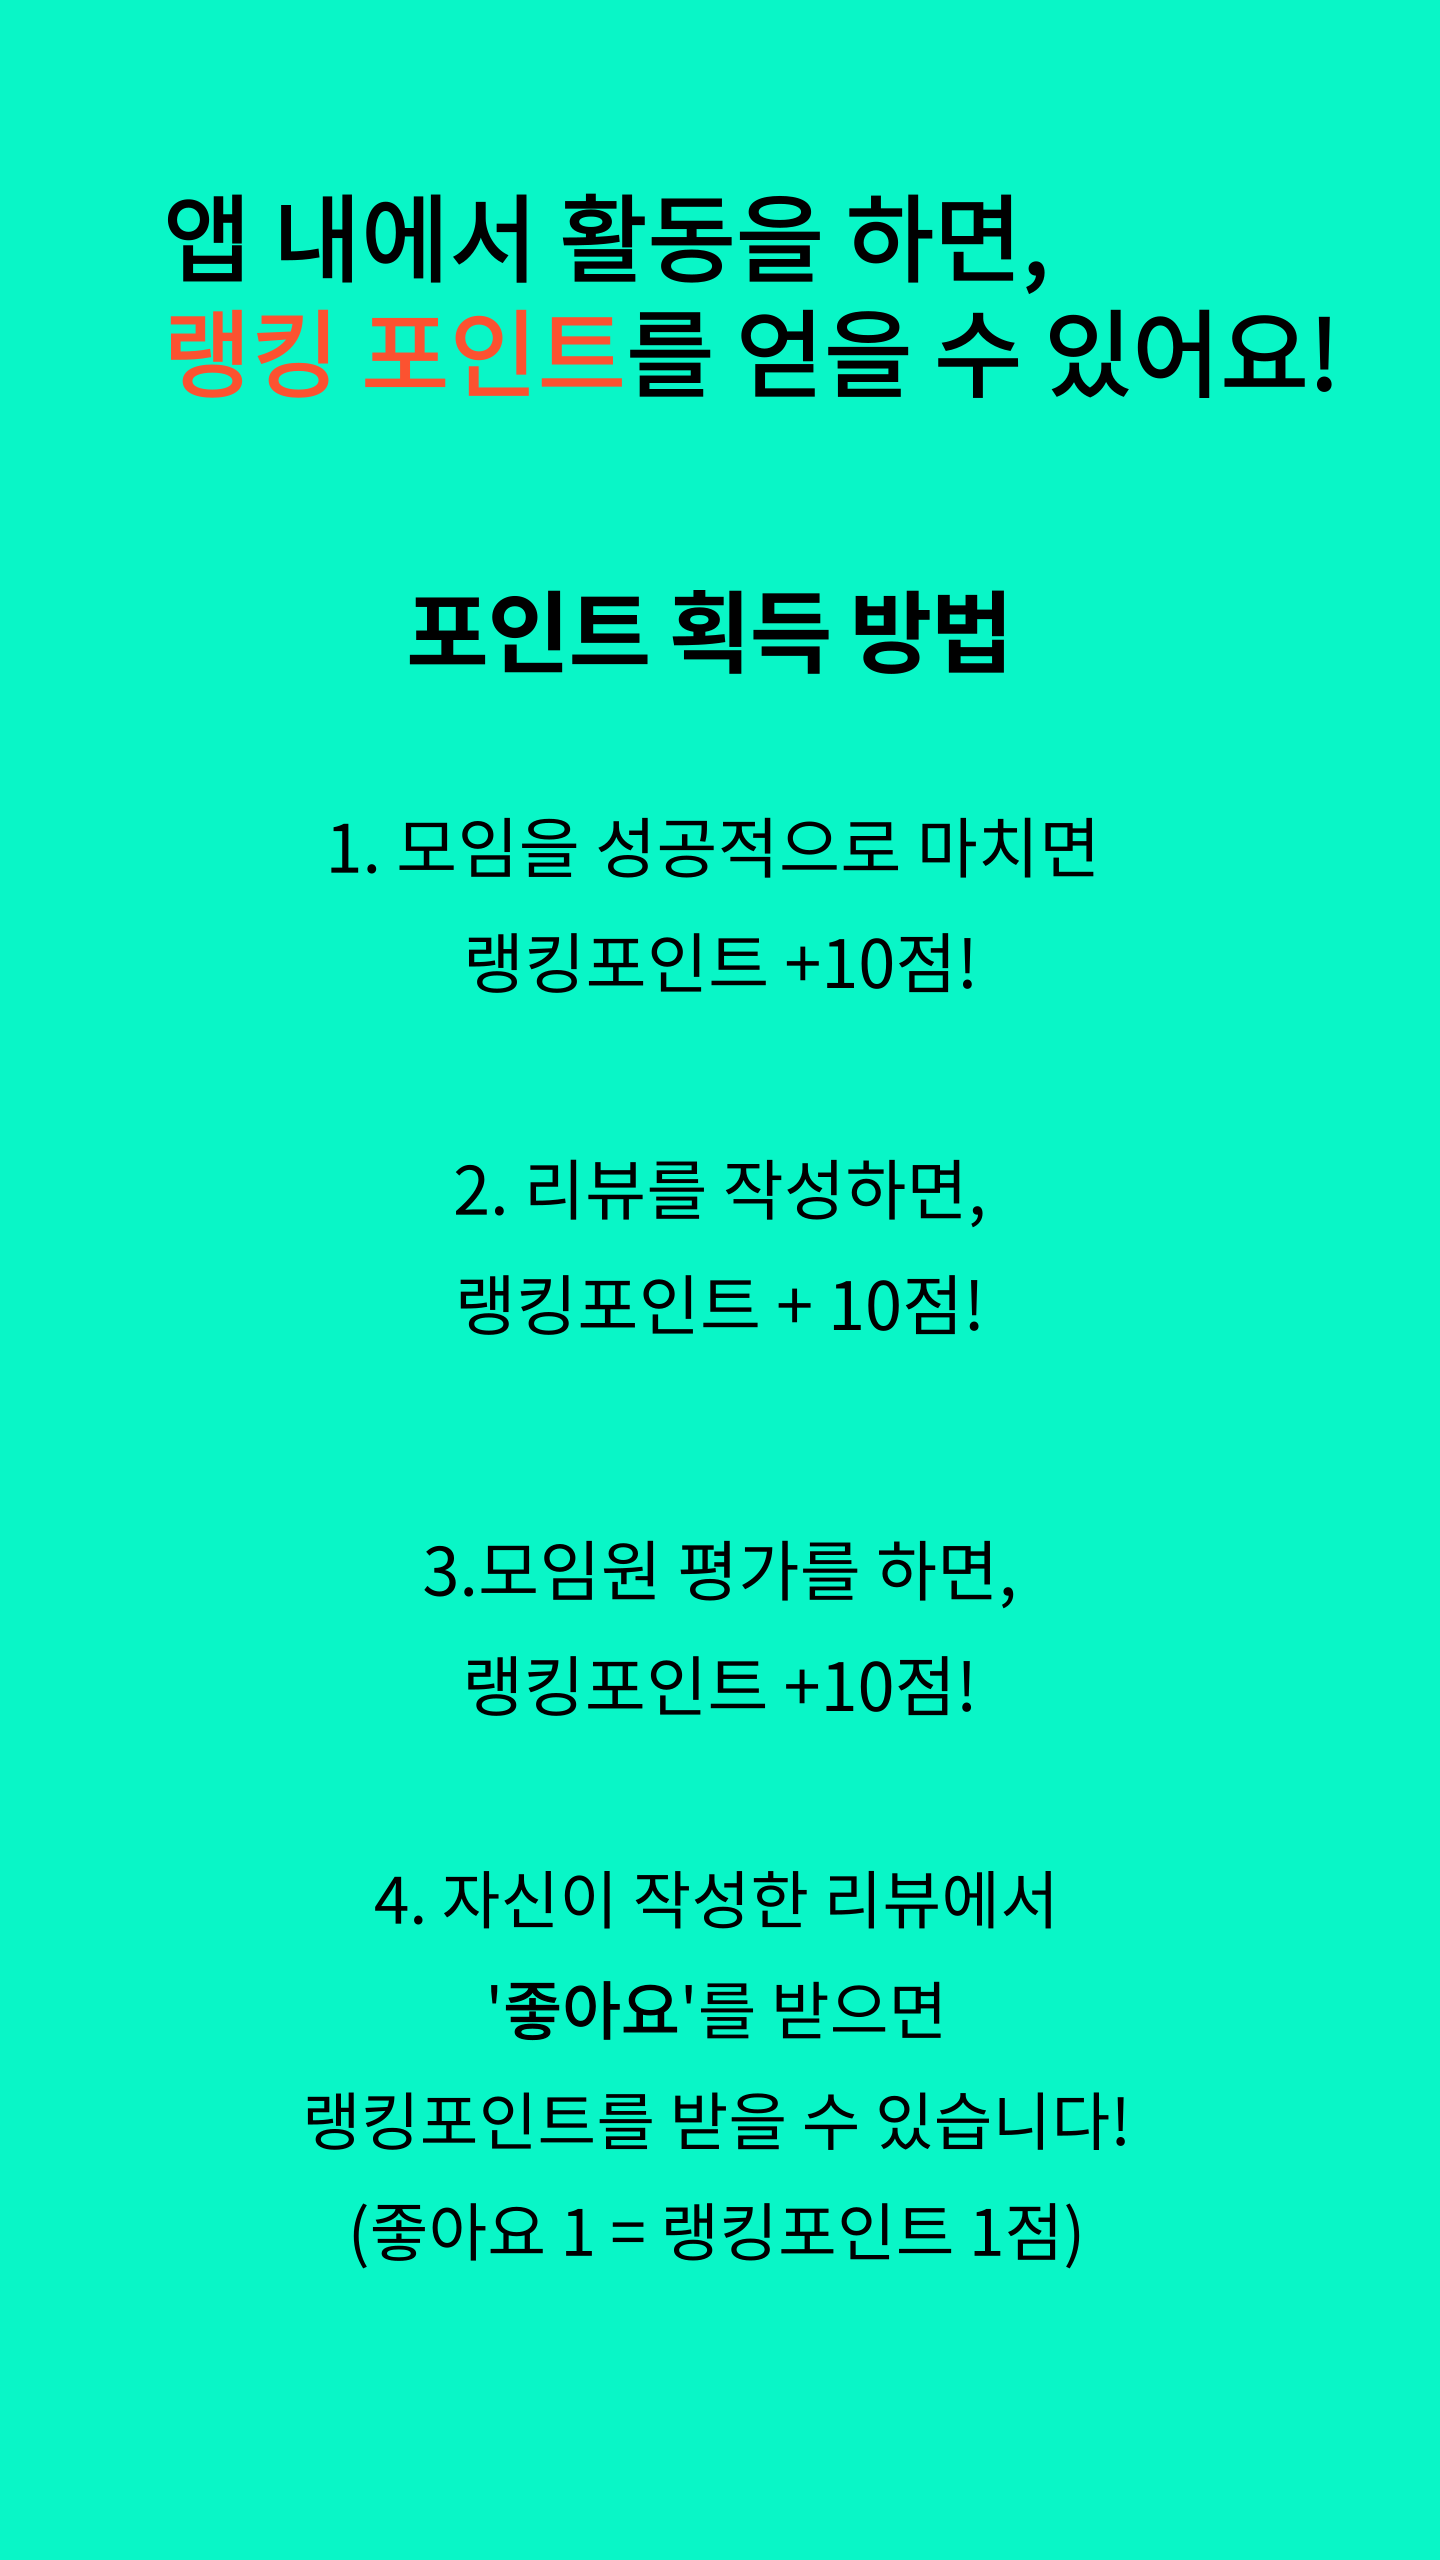 앱 내에서 활동을 하면,
랭킹 포인트를 얻을 수 있어요!
포인트 획득 방법
1. 모임을 성공적으로 마치면
랭킹포인트 +10점!
2. 리뷰를 작성하면,
랭킹포인트 + 10점!
3.모임원 평가를 하면,
랭킹포인트 +10점!
4. 자신이 작성한 리뷰에서
'좋아요'를 받으면
랭킹포인트를 받을 수 있습니다!
(좋아요 1 = 랭킹포인트 1점)